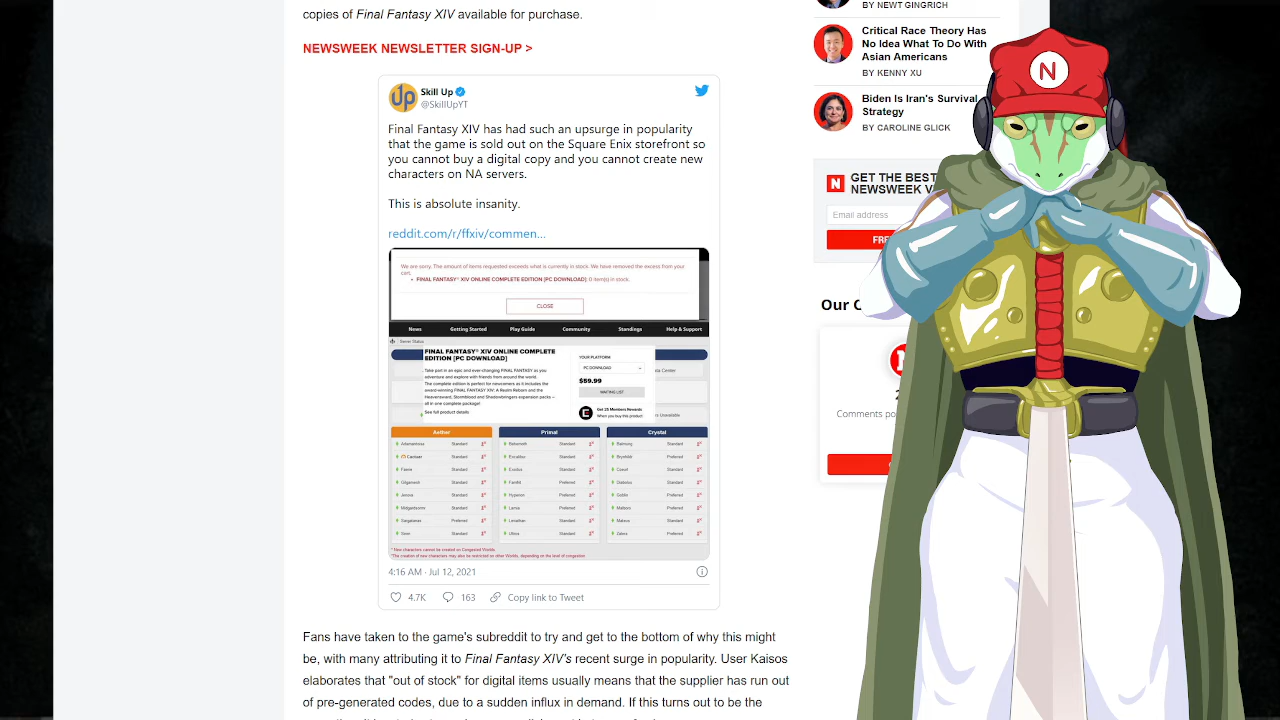 copies of Final Fantasy XIV available for purchase.
NEWSWEEK NEWSLETTER SIGN-UP >
Skill Up
@SkillUpYT
Final Fantasy XIV has had such an upsurge in popularity
that the game is sold out on the Square Enix storefront so
you cannot buy a digital copy and you cannot create new
characters on NA servers.
This is absolute insanity.
reddit.com/r/ffxiv/commen...
We are sorry. The amount of items requested exceeds what is currently in stock. We have removed the excess from your
cart.
• FINAL FANTASY® XIV ONLINE COMPLETE EDITION [PC DOWNLOAD]: 0 item(s) in stock.
CLOSE
News Getting Started Play Guide Community Standings Help & Support
Server Status
FINAL FANTASY® XIV ONLINE COMPLETE
EDITION [PC DOWNLOAD]
Take part in an epic and ever-changing FINAL FANTASY as you
adventure and explore with friends from around the world.
The complete edition is perfect for newcomers as it includes the
award-winning FINAL FANTASY XIV: A Realm Reborn and the
Heavensward, Stormblood and Shadowbringers expansion packs –
all in one complete package!
See full product details
YOUR PLATFORM
PC DOWNLOAD
$59.99
WAITING LIST
Get 25 Members Rewards
When you buy this product
Aether Primal Crystal
Adamantoise Standard Behemoth Standard Balmung Standard
Cactuar Standard Excalibur Standard Brynhildr Preferred
Faerie Standard Exodus Standard Coeurl Standard
Gilgamesh Standard Famfrit Preferred Diabolos Standard
Jenova Standard Hyperion Preferred Goblin Preferred
Midgardsormr Standard Lamia Preferred Malboro Preferred
Sargatanas Preferred Leviathan Standard Mateus Standard
Siren Standard Ultros Standard Zalera Standard
* New characters cannot be created on Congested Worlds.
*The creation of new characters may also be restricted on other Worlds, depending on the level of congestion.
4:16 AM · Jul 12, 2021
4.7K 163 Copy link to Tweet
Fans have taken to the game's subreddit to try and get to the bottom of why this might
be, with many attributing it to Final Fantasy XIV's recent surge in popularity. User Kaisos
elaborates that "out of stock" for digital items usually means that the supplier has run out
of pre-generated codes, due to a sudden influx in demand. If this turns out to be the
BY NEWT GINGRICH
Critical Race Theory Has
No Idea What To Do With
Asian Americans
BY KENNY XU
Biden Is Iran's Survival
Strategy
BY CAROLINE GLICK
N
GET THE BEST
NEWSWEEK V
Email address
FREE
Our C
Comments po
N